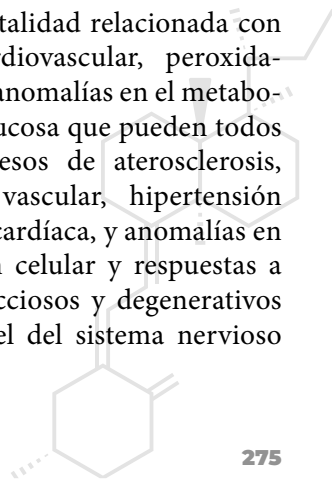 talidad relacionada con
diovascular, peroxida-
anomalías en el metabo-
ucosa que pueden todos
esos de aterosclerosis,
vascular, hipertensión
cardíaca, y anomalías en
celular y respuestas a
cciosos y degenerativos
el del sistema nervioso
275